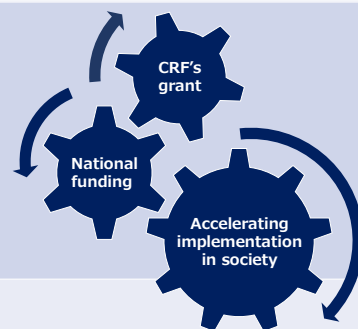 CRF's
grant
National
funding
Accelerating
implementation
in society